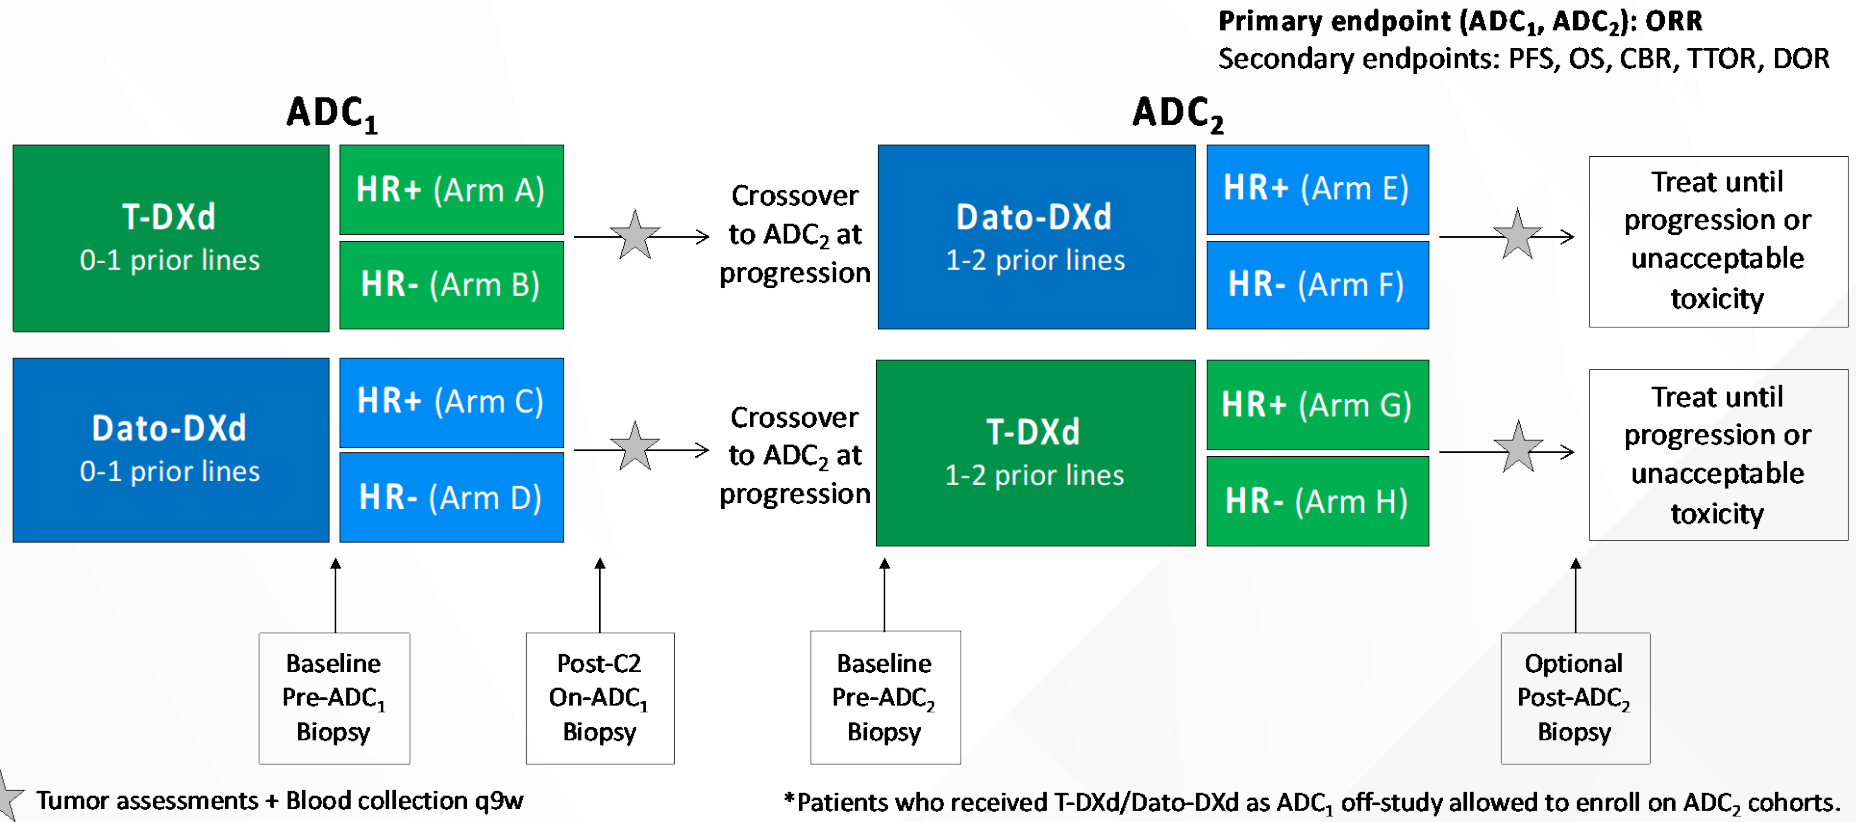 Primary endpoint (ADC₁, ADC₂): ORR
Secondary endpoints: PFS, OS, CBR, TTOR, DOR
ADC₁
ADC₂
T-DXd
0-1 prior lines
HR+ (Arm A)
HR- (Arm B)
Crossover
to ADC₂ at
progression
Dato-DXd
1-2 prior lines
HR+ (Arm E)
HR- (Arm F)
Treat until
progression or
unacceptable
toxicity
Dato-DXd
0-1 prior lines
HR+ (Arm C)
HR- (Arm D)
Crossover
to ADC₂ at
progression
T-DXd
1-2 prior lines
HR+ (Arm G)
HR- (Arm H)
Treat until
progression or
unacceptable
toxicity
Baseline
Pre-ADC₁
Biopsy
Post-C2
On-ADC₁
Biopsy
Baseline
Pre-ADC₂
Biopsy
Optional
Post-ADC₂
Biopsy
Tumor assessments + Blood collection q9w
*Patients who received T-DXd/Dato-DXd as ADC₁ off-study allowed to enroll on ADC₂ cohorts.